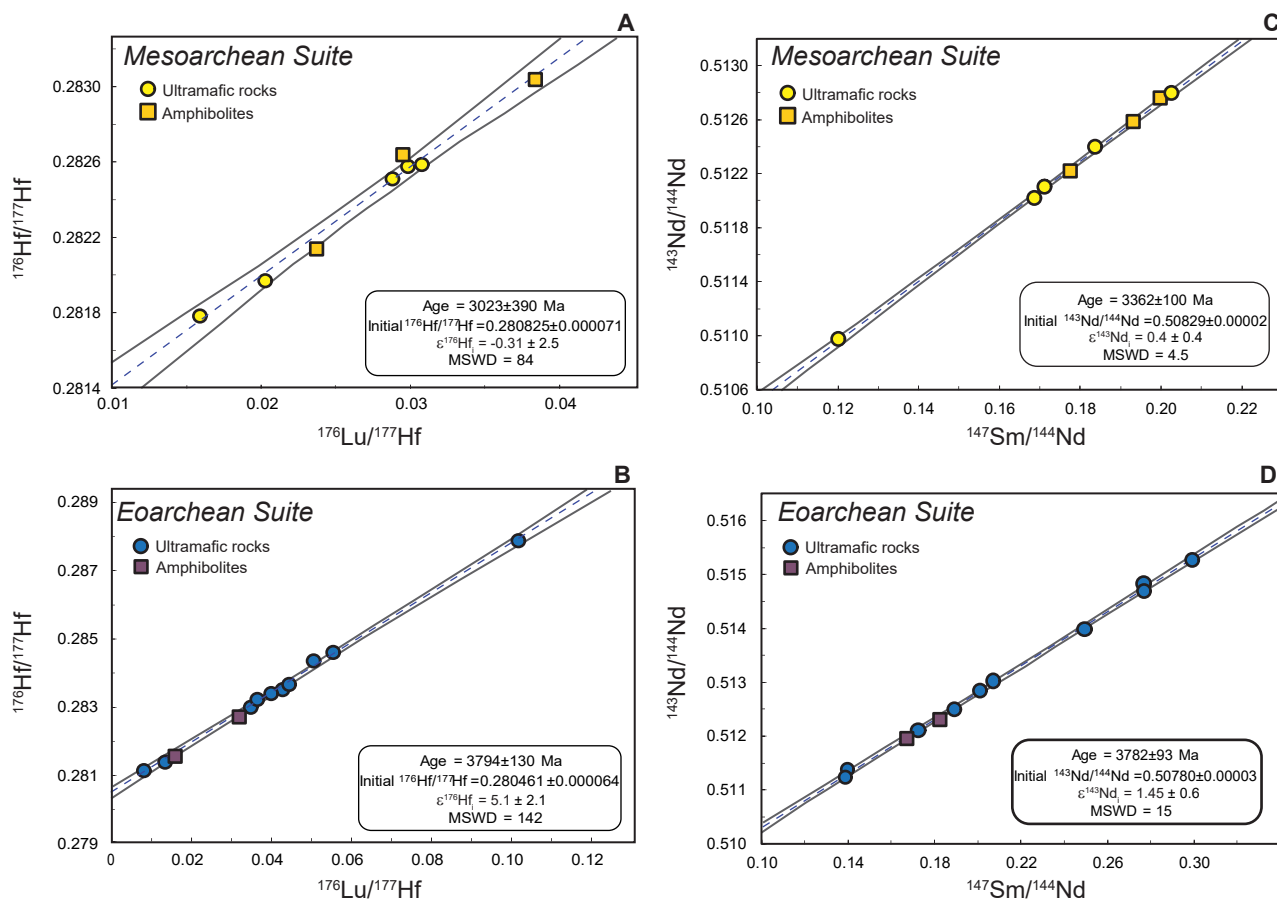 A
Mesoarchean Suite
Ultramafic rocks
Amphibolites
0.2830
0.2826
0.2822
0.2818
0.2814
¹⁷⁶Hf/¹⁷⁷Hf
Age = 3023±390 Ma
Initial ¹⁷⁶Hf/¹⁷⁷Hf =0.280825±0.000071
ε¹⁷⁶Hfᵢ = -0.31 ± 2.5
MSWD = 84
0.01 0.02 0.03 0.04
¹⁷⁶Lu/¹⁷⁷Hf
C
Mesoarchean Suite
Ultramafic rocks
Amphibolites
0.5130
0.5126
0.5122
0.5118
0.5114
0.5110
0.5106
¹⁴³Nd/¹⁴⁴Nd
Age = 3362±100 Ma
Initial ¹⁴³Nd/¹⁴⁴Nd =0.50829±0.00002
ε¹⁴³Ndᵢ = 0.4 ± 0.4
MSWD = 4.5
0.10 0.12 0.14 0.16 0.18 0.20 0.22
¹⁴⁷Sm/¹⁴⁴Nd
B
Eoarchean Suite
Ultramafic rocks
Amphibolites
0.289
0.287
0.285
0.283
0.281
0.279
¹⁷⁶Hf/¹⁷⁷Hf
Age = 3794±130 Ma
Initial ¹⁷⁶Hf/¹⁷⁷Hf =0.280461±0.000064
ε¹⁷⁶Hfᵢ = 5.1 ± 2.1
MSWD = 142
0 0.02 0.04 0.06 0.08 0.10 0.12
¹⁷⁶Lu/¹⁷⁷Hf
D
Eoarchean Suite
Ultramafic rocks
Amphibolites
0.516
0.515
0.514
0.513
0.512
0.511
0.510
¹⁴³Nd/¹⁴⁴Nd
Age = 3782±93 Ma
Initial ¹⁴³Nd/¹⁴⁴Nd =0.50780±0.00003
ε¹⁴³Ndᵢ = 1.45 ± 0.6
MSWD = 15
0.10 0.14 0.18 0.22 0.26 0.30
¹⁴⁷Sm/¹⁴⁴Nd